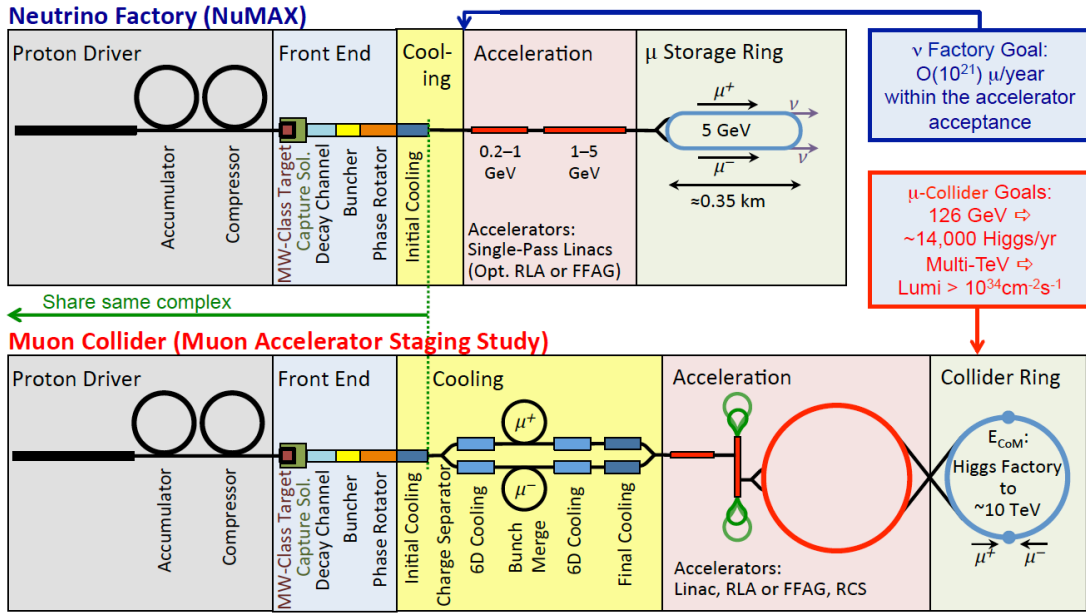 Neutrino Factory (NuMAX)
Proton Driver
Front End
Cool-
ing
Acceleration
μ Storage Ring
Accumulator
Compressor
MW-Class Target
Capture Sol.
Decay Channel
Buncher
Phase Rotator
Initial Cooling
0.2–1
GeV
1–5
GeV
Accelerators:
Single-Pass Linacs
(Opt. RLA or FFAG)
μ+
ν
5 GeV
μ−
ν
≈0.35 km
ν Factory Goal:
O(10²¹) μ/year
within the accelerator
acceptance
μ-Collider Goals:
126 GeV ⇨
~14,000 Higgs/yr
Multi-TeV ⇨
Lumi > 10³⁴cm⁻²s⁻¹
Share same complex
Muon Collider (Muon Accelerator Staging Study)
Proton Driver
Front End
Cooling
Acceleration
Collider Ring
Accumulator
Compressor
MW-Class Target
Capture Sol.
Decay Channel
Buncher
Phase Rotator
Initial Cooling
Charge Separator
6D Cooling
μ+
μ−
Bunch
Merge
6D Cooling
Final Cooling
Accelerators:
Linac, RLA or FFAG, RCS
E_CoM:
Higgs Factory
to
~10 TeV
μ+ μ−